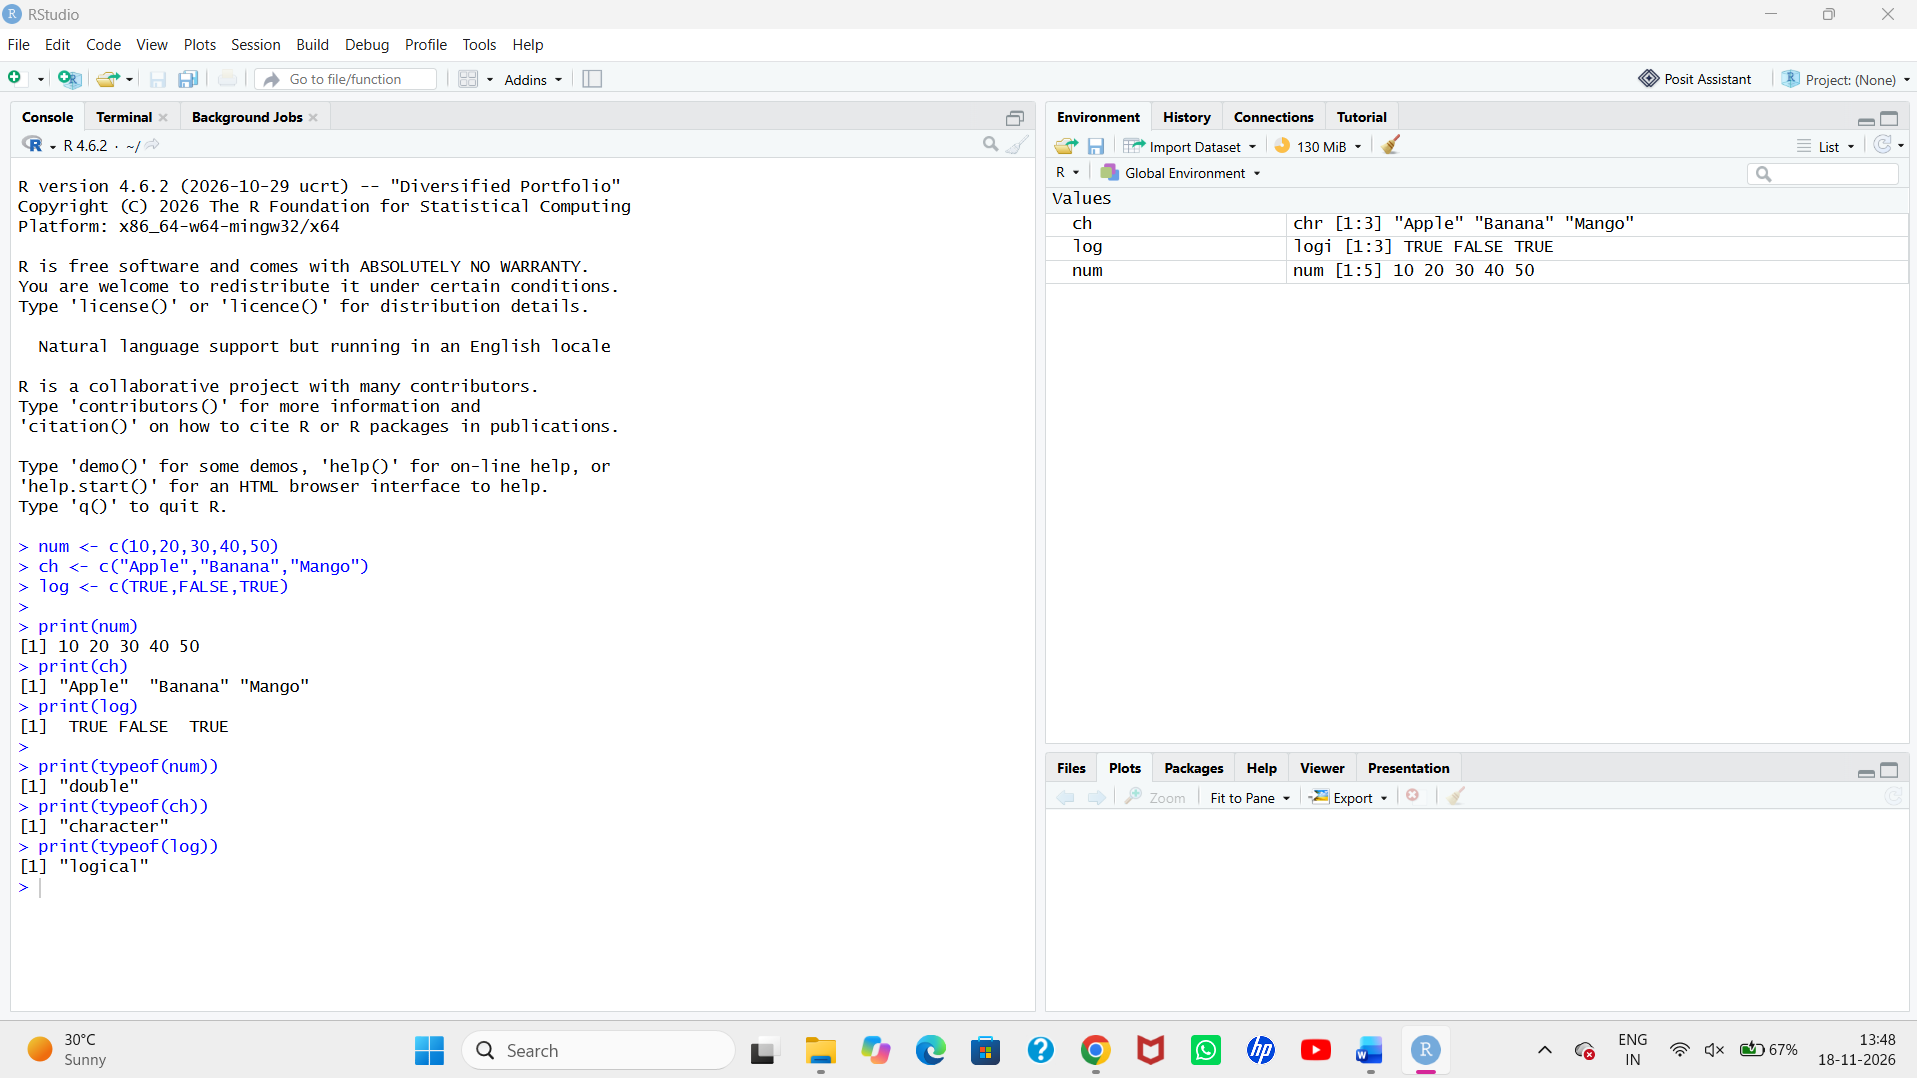 RStudio
File Edit Code View Plots Session Build Debug Profile Tools Help
Go to file/function Addins Posit Assistant Project: (None)
Console Terminal Background Jobs
R 4.6.2 · ~/
R version 4.6.2 (2026-10-29 ucrt) -- "Diversified Portfolio"
Copyright (C) 2026 The R Foundation for Statistical Computing
Platform: x86_64-w64-mingw32/x64
R is free software and comes with ABSOLUTELY NO WARRANTY.
You are welcome to redistribute it under certain conditions.
Type 'license()' or 'licence()' for distribution details.
Natural language support but running in an English locale
R is a collaborative project with many contributors.
Type 'contributors()' for more information and
'citation()' on how to cite R or R packages in publications.
Type 'demo()' for some demos, 'help()' for on-line help, or
'help.start()' for an HTML browser interface to help.
Type 'q()' to quit R.
> num <- c(10,20,30,40,50)
> ch <- c("Apple","Banana","Mango")
> log <- c(TRUE,FALSE,TRUE)
>
> print(num)
[1] 10 20 30 40 50
> print(ch)
[1] "Apple"  "Banana" "Mango"
> print(log)
[1]  TRUE FALSE  TRUE
>
> print(typeof(num))
[1] "double"
> print(typeof(ch))
[1] "character"
> print(typeof(log))
[1] "logical"
>
Environment History Connections Tutorial
Import Dataset 130 MiB List
R Global Environment
Values
ch chr [1:3] "Apple" "Banana" "Mango"
log logi [1:3] TRUE FALSE TRUE
num num [1:5] 10 20 30 40 50
Files Plots Packages Help Viewer Presentation
Zoom Fit to Pane Export
30°C
Sunny
Search
ENG
IN
67%
13:48
18-11-2026